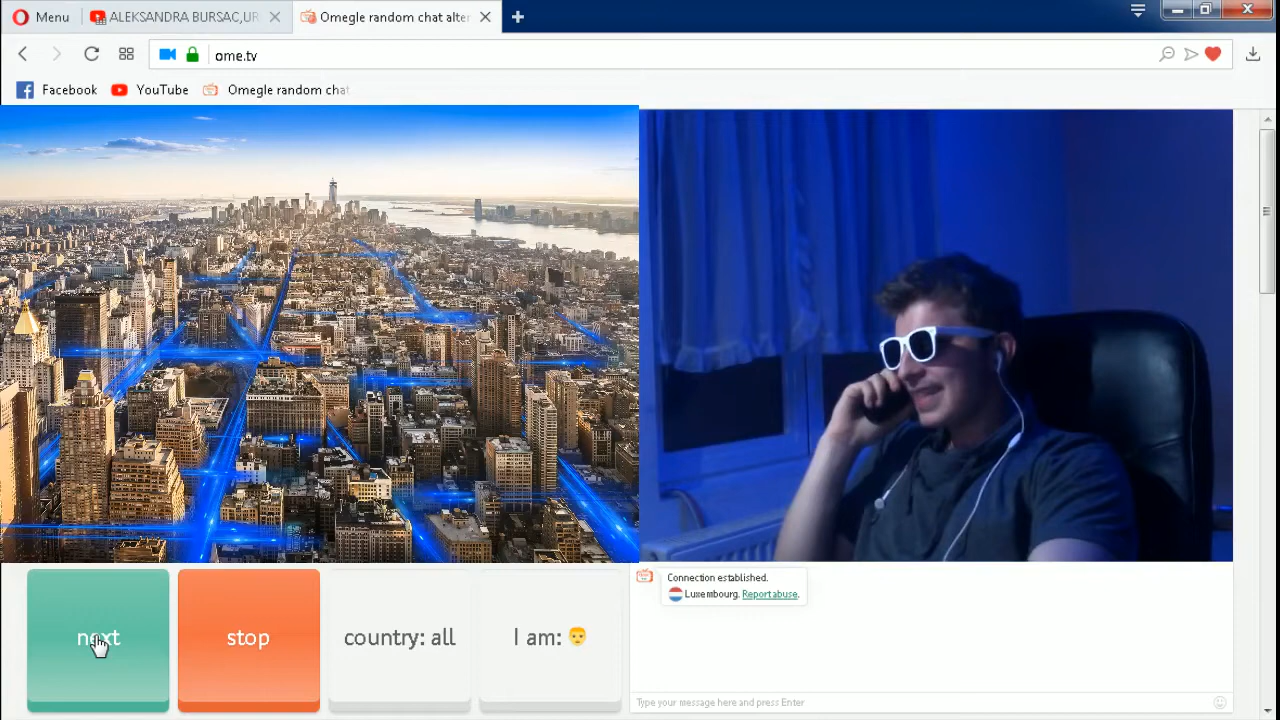 Menu
ALEKSANDRA BURSAC,UR
Omegle random chat alter
ome.tv
Facebook
YouTube
Omegle random chat
next
stop
country: all
I am:
Connection established.
Luxembourg. Report abuse.
Type your message here and press Enter